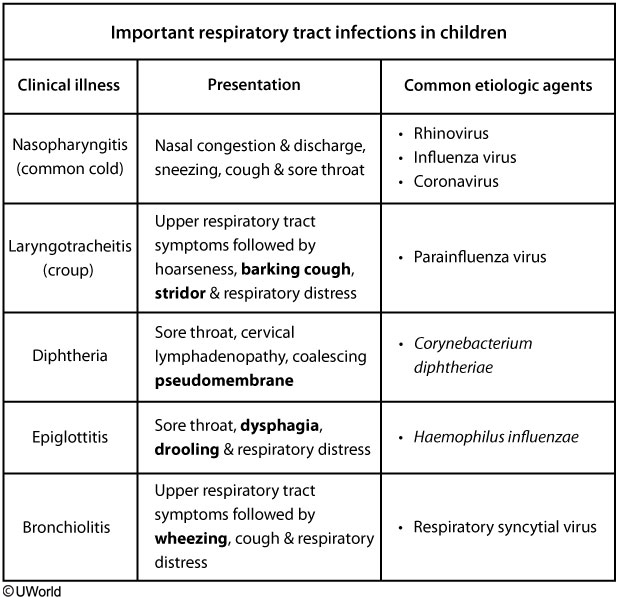 Important respiratory tract infections in children
Clinical illness
Presentation
Common etiologic agents
Nasopharyngitis
(common cold)
Nasal congestion & discharge,
sneezing, cough & sore throat
• Rhinovirus
• Influenza virus
• Coronavirus
Laryngotracheitis
(croup)
Upper respiratory tract
symptoms followed by
hoarseness, barking cough,
stridor & respiratory distress
• Parainfluenza virus
Diphtheria
Sore throat, cervical
lymphadenopathy, coalescing
pseudomembrane
• Corynebacterium
diphtheriae
Epiglottitis
Sore throat, dysphagia,
drooling & respiratory distress
• Haemophilus influenzae
Bronchiolitis
Upper respiratory tract
symptoms followed by
wheezing, cough & respiratory
distress
• Respiratory syncytial virus
©UWorld